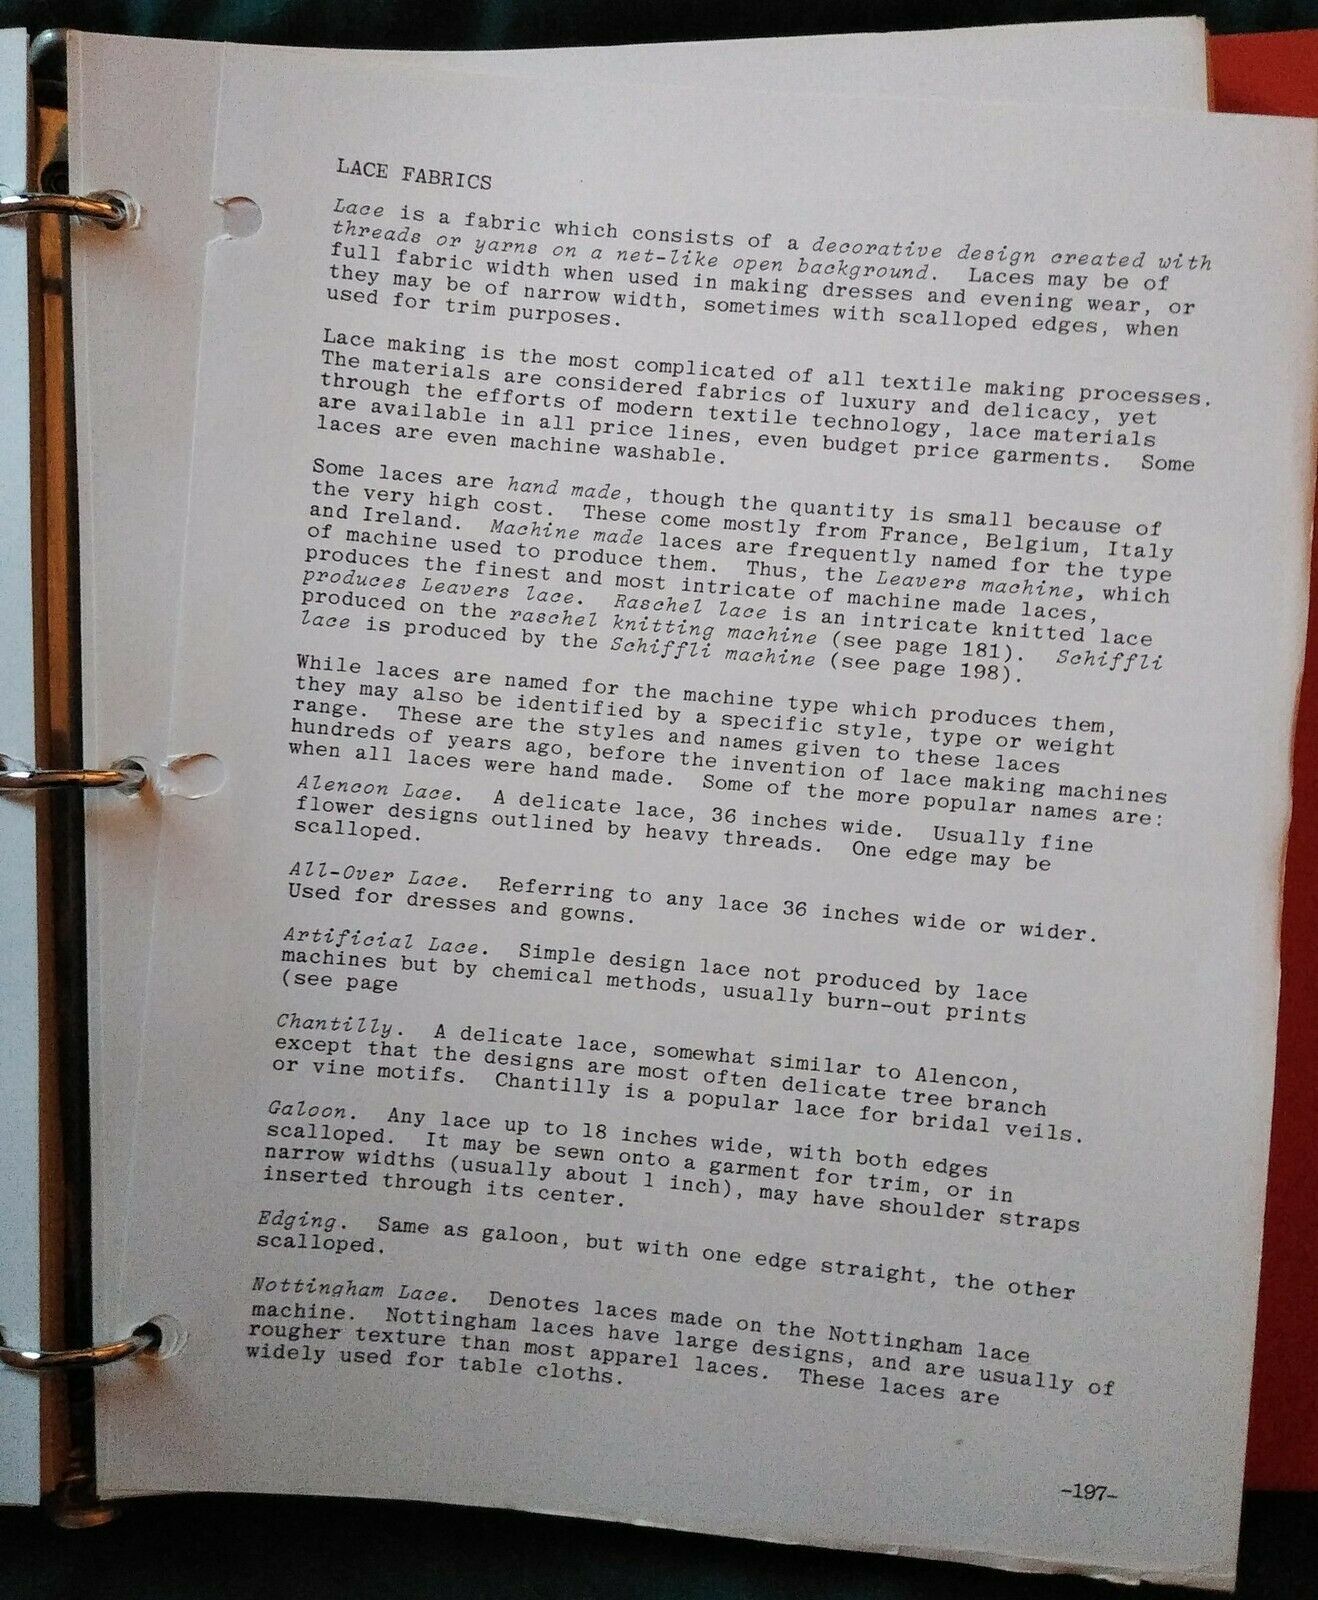 LACE FABRICS
Lace is a fabric which consists of a decorative design created with
threads or yarns on a net-like open background. Laces may be of
full fabric width when used in making dresses and evening wear, or
they may be of narrow width, sometimes with scalloped edges, when
used for trim purposes.
Lace making is the most complicated of all textile making processes.
The materials are considered fabrics of luxury and delicacy, yet
through the efforts of modern textile technology, lace materials
are available in all price lines, even budget price garments. Some
laces are even machine washable.
Some laces are hand made, though the quantity is small because of
the very high cost. These come mostly from France, Belgium, Italy
and Ireland. Machine made laces are frequently named for the type
of machine used to produce them. Thus, the Leavers machine, which
produces the finest and most intricate of machine made laces,
produces Leavers lace. Raschel lace is an intricate knitted lace
produced on the raschel knitting machine (see page 181). Schiffli
lace is produced by the Schiffli machine (see page 198).
While laces are named for the machine type which produces them,
they may also be identified by a specific style, type or weight
range. These are the styles and names given to these laces
hundreds of years ago, before the invention of lace making machines
when all laces were hand made. Some of the more popular names are:
Alencon Lace. A delicate lace, 36 inches wide. Usually fine
flower designs outlined by heavy threads. One edge may be
scalloped.
All-Over Lace. Referring to any lace 36 inches wide or wider.
Used for dresses and gowns.
Artificial Lace. Simple design lace not produced by lace
machines but by chemical methods, usually burn-out prints
(see page
Chantilly. A delicate lace, somewhat similar to Alencon,
except that the designs are most often delicate tree branch
or vine motifs. Chantilly is a popular lace for bridal veils.
Galoon. Any lace up to 18 inches wide, with both edges
scalloped. It may be sewn onto a garment for trim, or in
narrow widths (usually about 1 inch), may have shoulder straps
inserted through its center.
Edging. Same as galoon, but with one edge straight, the other
scalloped.
Nottingham Lace. Denotes laces made on the Nottingham lace
machine. Nottingham laces have large designs, and are usually of
rougher texture than most apparel laces. These laces are
widely used for table cloths.
-197-